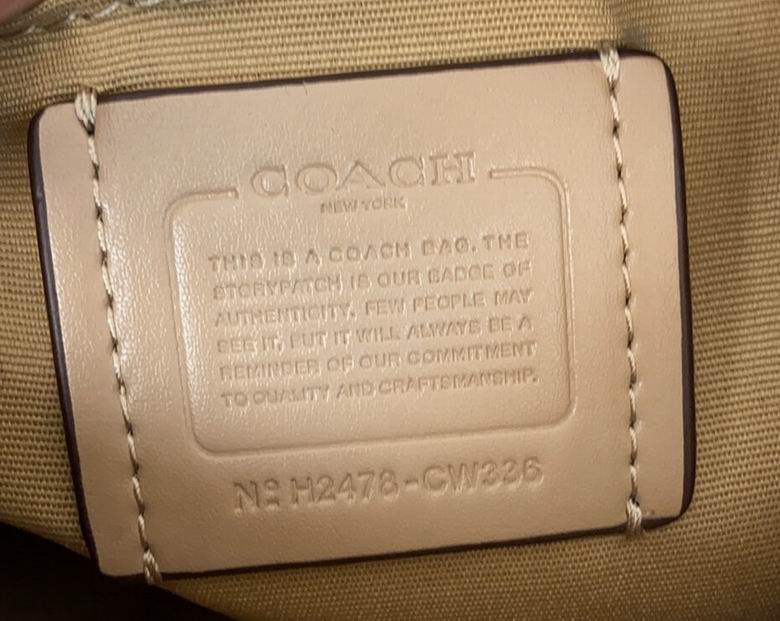 COACH
NEW YORK
THIS IS A COACH BAG. THE
STORYPATCH IS OUR BADGE OF
AUTHENTICITY. FEW PEOPLE MAY
SEE IT, BUT IT WILL ALWAYS BE A
REMINDER OF OUR COMMITMENT
TO QUALITY AND CRAFTSMANSHIP.
Nº H2478-CW336